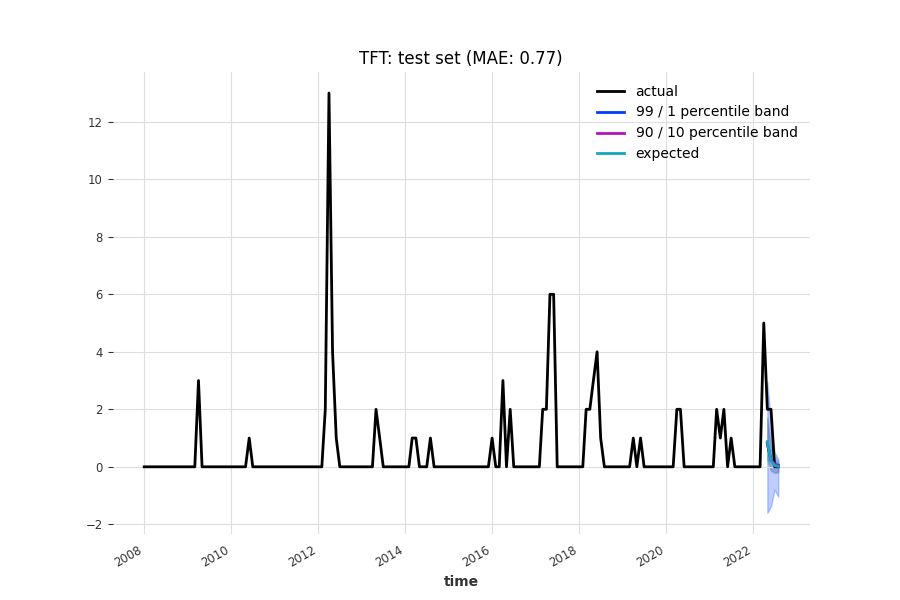 TFT: test set (MAE: 0.77)
actual
99 / 1 percentile band
90 / 10 percentile band
expected
12
10
8
6
4
2
0
−2
2008
2010
2012
2014
2016
2018
2020
2022
time